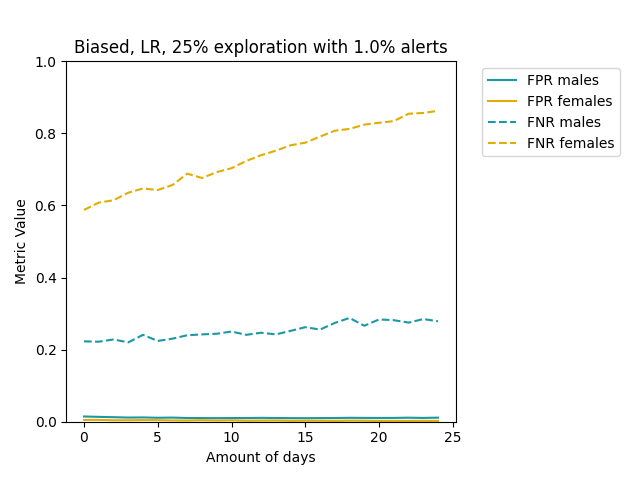 Biased, LR, 25% exploration with 1.0% alerts
1.0
0.8
0.6
0.4
0.2
0.0
Metric Value
0
5
10
15
20
25
Amount of days
FPR males
FPR females
FNR males
FNR females